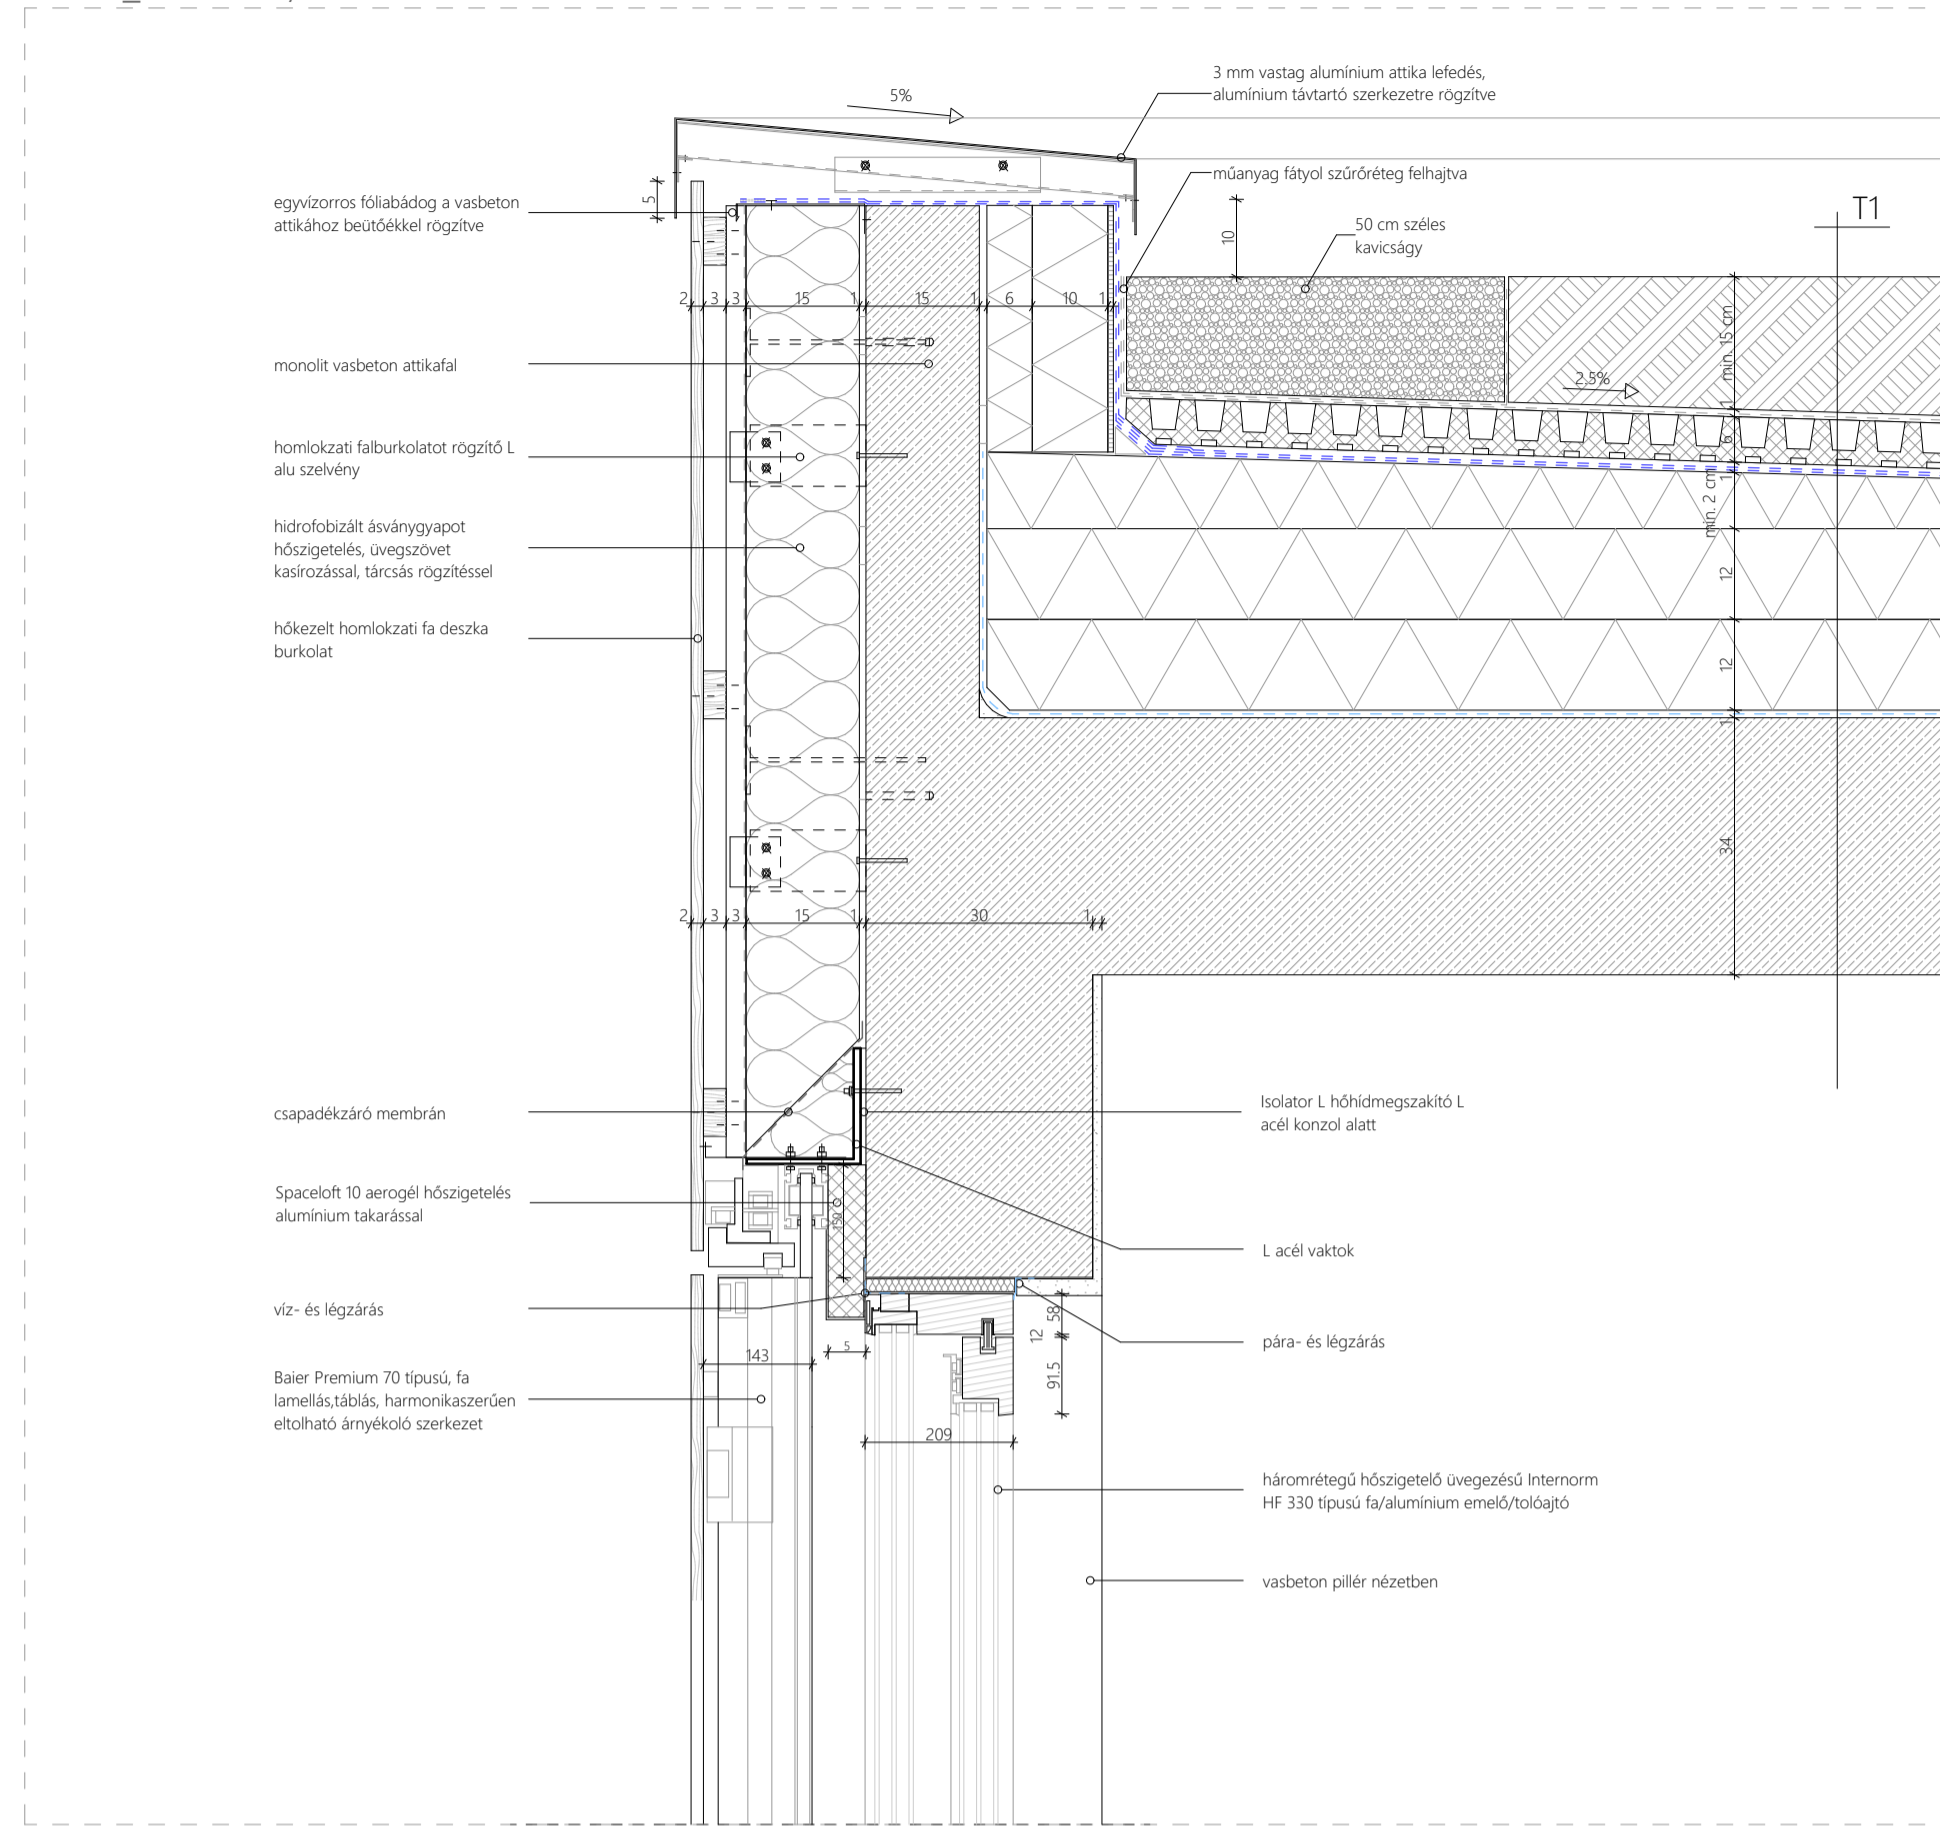 3 mm vastag alumínium attika lefedés,
alumínium távtartó szerkezetre rögzítve
5%
műanyag fátyol szűrőréteg felhajtva
egyvízorros fóliabádog a vasbeton
attikához beütőékkel rögzítve
5
T1
50 cm széles
kavicságy
10
2 3 3 15 1 15 1 6 10 1
min. 15 cm
monolit vasbeton attikafal
2.5%
1
6
homlokzati falburkolatot rögzítő L
alu szelvény
1
min. 2 cm
hidrofobizált ásványgyapot
hőszigetelés, üvegszövet
kasírozással, tárcsás rögzítéssel
12
hőkezelt homlokzati fa deszka
burkolat
12
1
34
2 3 3 15 1 30 1
csapadékzáró membrán
Isolator L hőhídmegszakító L
acél konzol alatt
Spaceloft 10 aerogél hőszigetelés
alumínium takarással
150
L acél vaktok
víz- és légzárás
58
12
pára- és légzárás
5
143
91.5
Baier Premium 70 típusú, fa
lamellás,táblás, harmonikaszerűen
eltolható árnyékoló szerkezet
209
háromrétegű hőszigetelő üvegezésű Internorm
HF 330 típusú fa/alumínium emelő/tolóajtó
vasbeton pillér nézetben